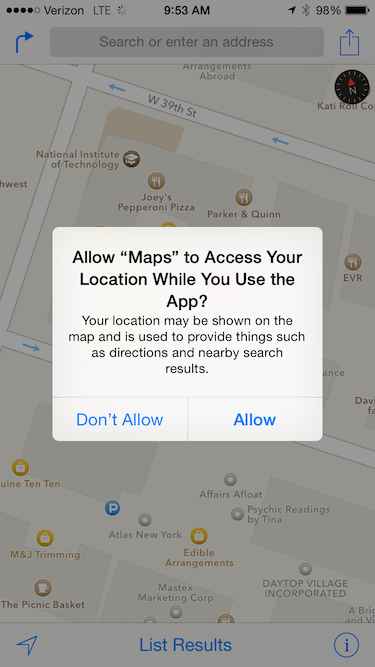 Verizon LTE 9:53 AM 98%
Search or enter an address
Arrangements
Abroad
W 39th St
Kati Roll Co
National Institute
of Technology
hwest
Joey's
Pepperoni Pizza
Parker & Quinn
EVR
Allow “Maps” to Access Your
Location While You Use the
App?
Your location may be shown on the
map and is used to provide things such
as directions and nearby search
results.
ance
Don’t Allow Allow
Davi
fa
uine Ten Ten
P
Affairs Afloat
Psychic Readings
by Tina
Atlas New York
M&J Trimming
Edible
Arrangements
DAYTOP VILLAGE
INCORPORATED
Mastex
Marketing Corp
The Picnic Basket
A Bric
and
List Results